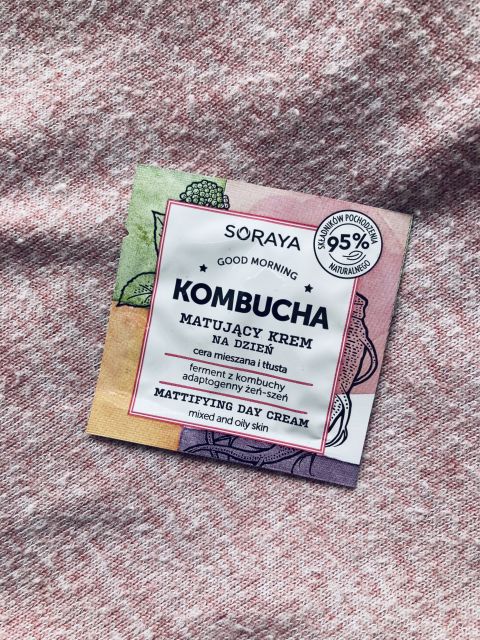 SORAYA
GOOD MORNING
KOMBUCHA
MATUJĄCY KREM
NA DZIEŃ
cera mieszana i tłusta
ferment z kombuchy
adaptogenny żeń-szeń
MATTIFYING DAY CREAM
mixed and oily skin
SKŁADNIKÓW POCHODZENIA
95%
NATURALNEGO